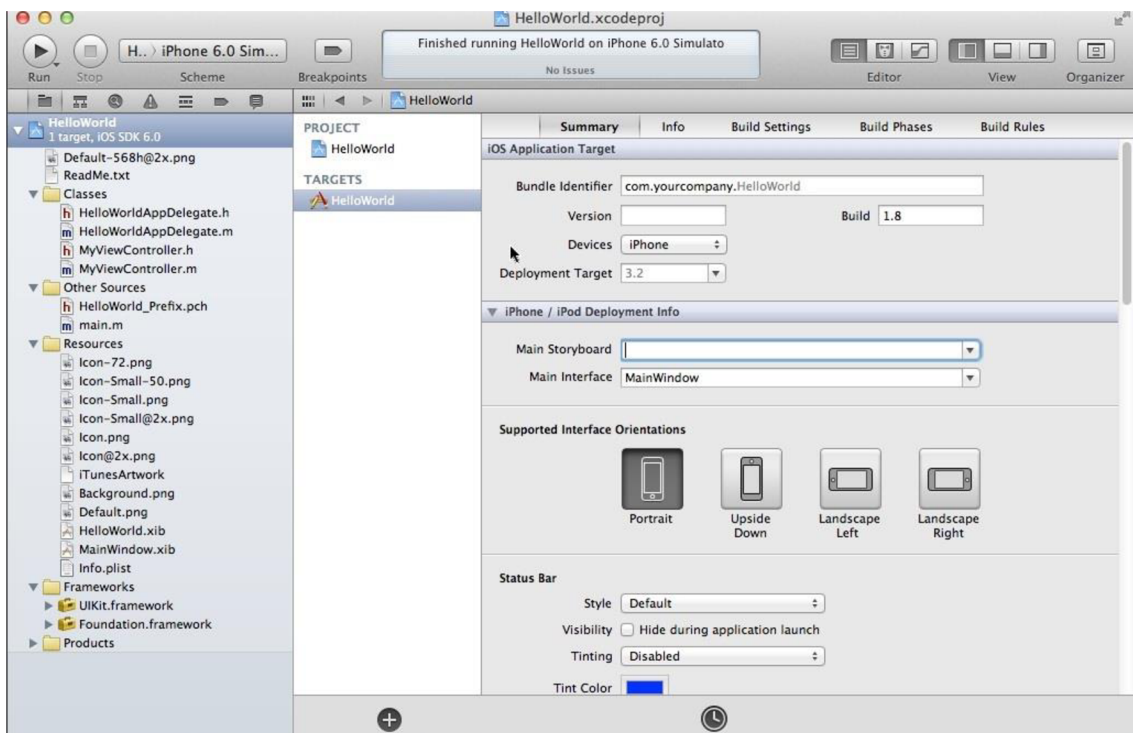 HelloWorld.xcodeproj
H.. 〉 iPhone 6.0 Sim...
Finished running HelloWorld on iPhone 6.0 Simulato
No Issues
Run Stop Scheme Breakpoints Editor View Organizer
HelloWorld
HelloWorld
1 target, iOS SDK 6.0
Default-568h@2x.png
ReadMe.txt
Classes
HelloWorldAppDelegate.h
HelloWorldAppDelegate.m
MyViewController.h
MyViewController.m
Other Sources
HelloWorld_Prefix.pch
main.m
Resources
Icon-72.png
Icon-Small-50.png
Icon-Small.png
Icon-Small@2x.png
Icon.png
Icon@2x.png
iTunesArtwork
Background.png
Default.png
HelloWorld.xib
MainWindow.xib
Info.plist
Frameworks
UIKit.framework
Foundation.framework
Products
PROJECT
HelloWorld
TARGETS
HelloWorld
Summary Info Build Settings Build Phases Build Rules
iOS Application Target
Bundle Identifier com.yourcompany.HelloWorld
Version Build 1.8
Devices iPhone
Deployment Target 3.2
iPhone / iPod Deployment Info
Main Storyboard
Main Interface MainWindow
Supported Interface Orientations
Portrait Upside Landscape Landscape
Down Left Right
Status Bar
Style Default
Visibility Hide during application launch
Tinting Disabled
Tint Color